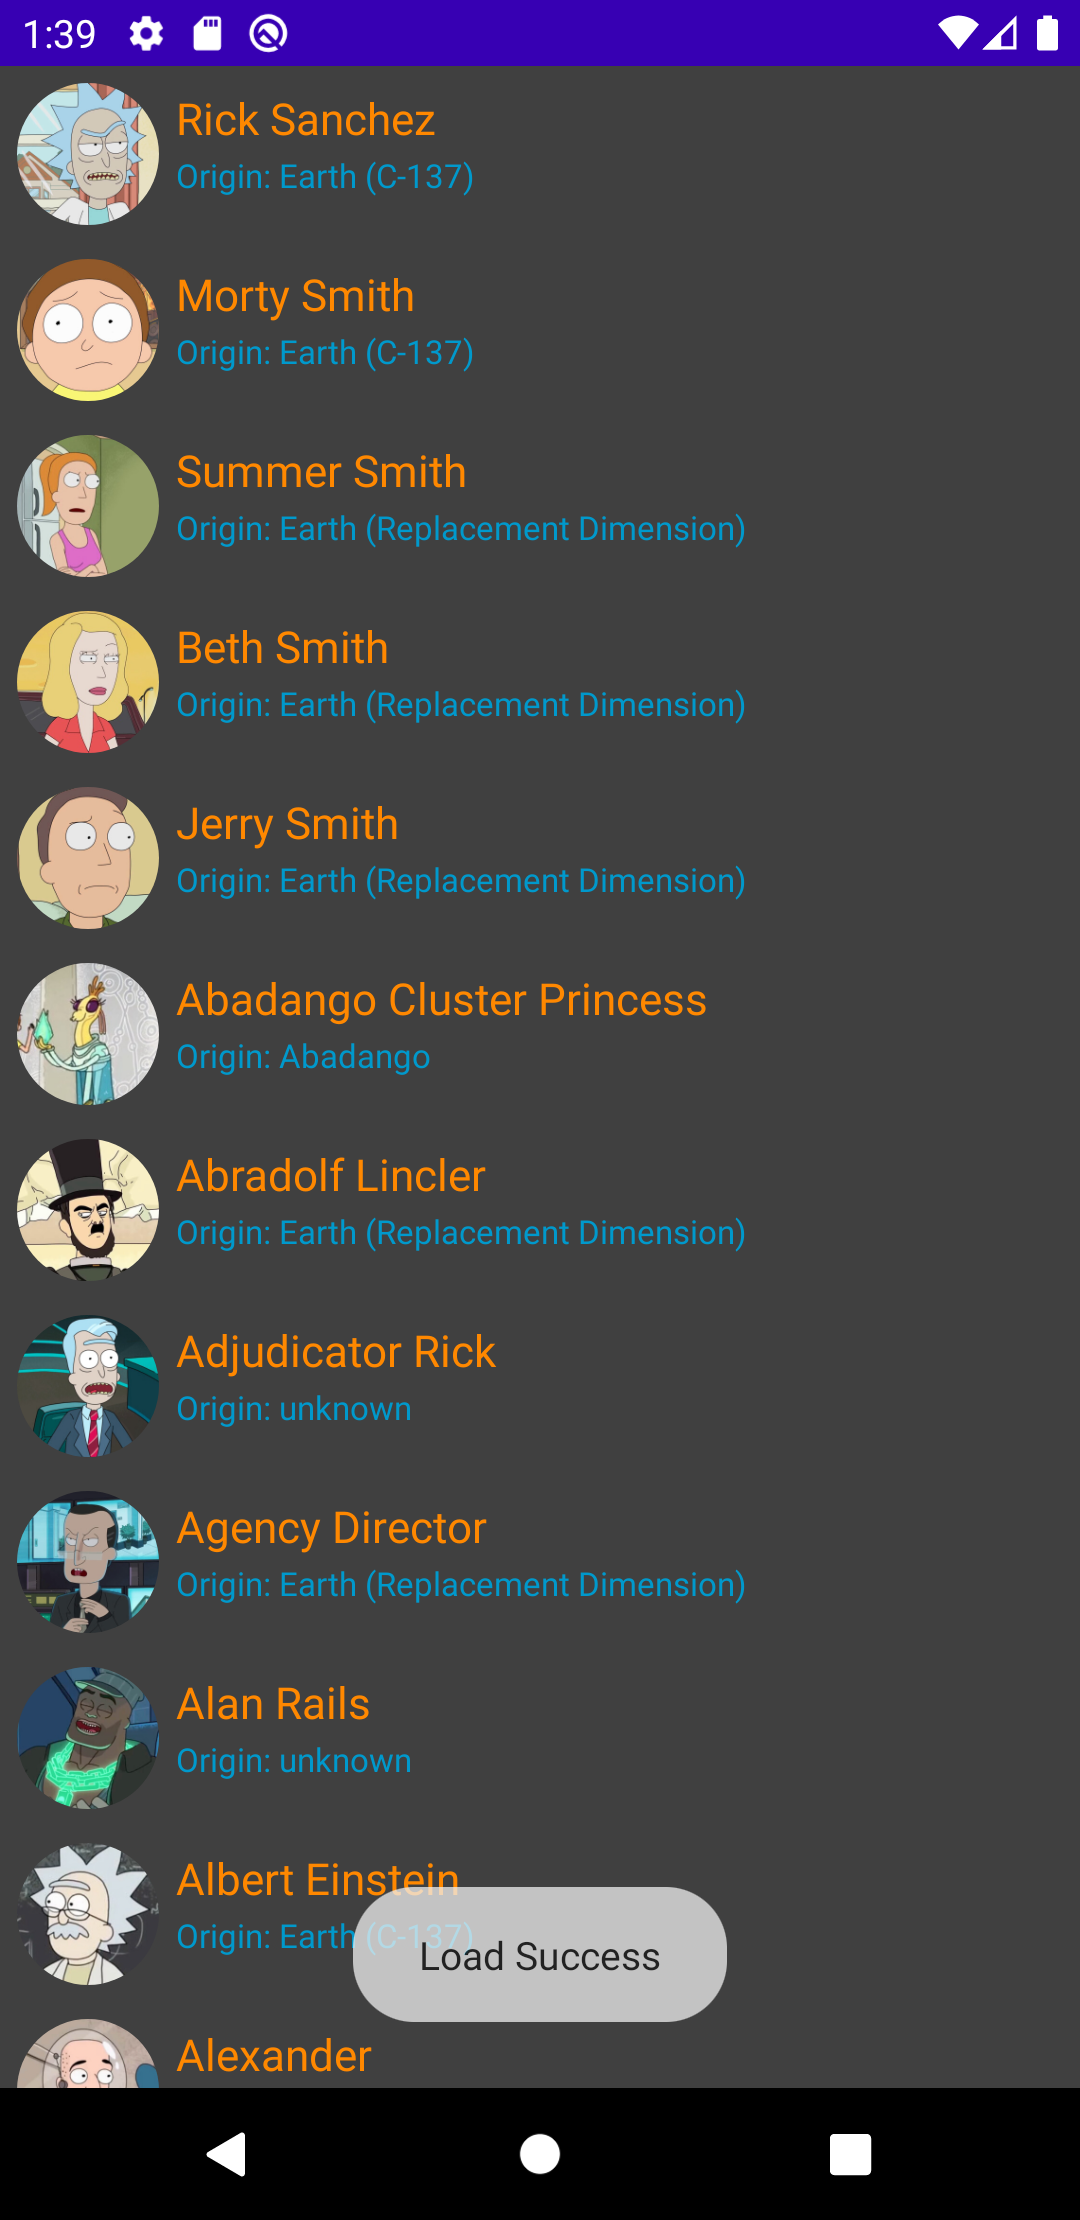 1:39
Rick Sanchez
Origin: Earth (C-137)
Morty Smith
Origin: Earth (C-137)
Summer Smith
Origin: Earth (Replacement Dimension)
Beth Smith
Origin: Earth (Replacement Dimension)
Jerry Smith
Origin: Earth (Replacement Dimension)
Abadango Cluster Princess
Origin: Abadango
Abradolf Lincler
Origin: Earth (Replacement Dimension)
Adjudicator Rick
Origin: unknown
Agency Director
Origin: Earth (Replacement Dimension)
Alan Rails
Origin: unknown
Albert Einstein
Origin: Earth (C-137)
Load Success
Alexander